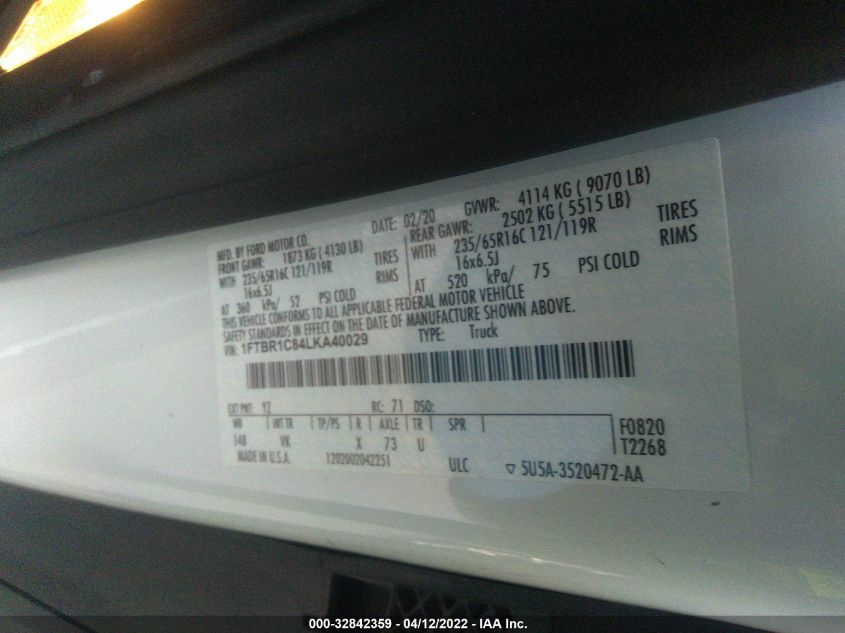 MFD. BY FORD MOTOR CO.
DATE: 02/20 GVWR: 4114 KG ( 9070 LB)
FRONT GAWR: 1873 KG ( 4130 LB)
WITH 235/65R16C 121/119R TIRES
16x6.5J RIMS
AT 360 kPa/ 52 PSI COLD
REAR GAWR: 2502 KG ( 5515 LB)
WITH 235/65R16C 121/119R TIRES
16x6.5J RIMS
AT 520 kPa/ 75 PSI COLD
THIS VEHICLE CONFORMS TO ALL APPLICABLE FEDERAL MOTOR VEHICLE
SAFETY STANDARDS IN EFFECT ON THE DATE OF MANUFACTURE SHOWN ABOVE.
VIN: 1FTBR1C84LKA40029 TYPE: Truck
EXT PNT: YZ RC: 71 DSO:
WB INT TR TP/PS R AXLE TR SPR
148 VK X 73 U
F0820
T2268
MADE IN U.S.A. 1202002042251 ULC ▽ 5U5A-3520472-AA
000-32842359 - 04/12/2022 - IAA Inc.